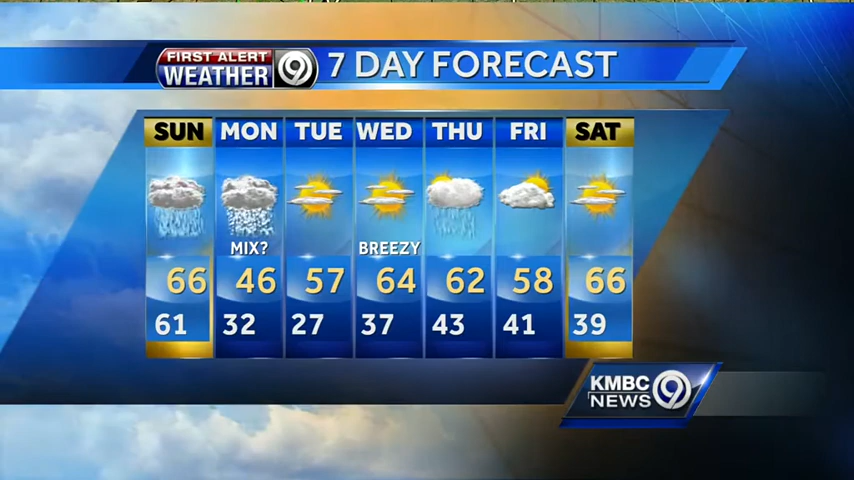 FIRST ALERT
WEATHER 9
7 DAY FORECAST
SUN MON TUE WED THU FRI SAT
MIX? BREEZY
66 46 57 64 62 58 66
61 32 27 37 43 41 39
KMBC 9
NEWS